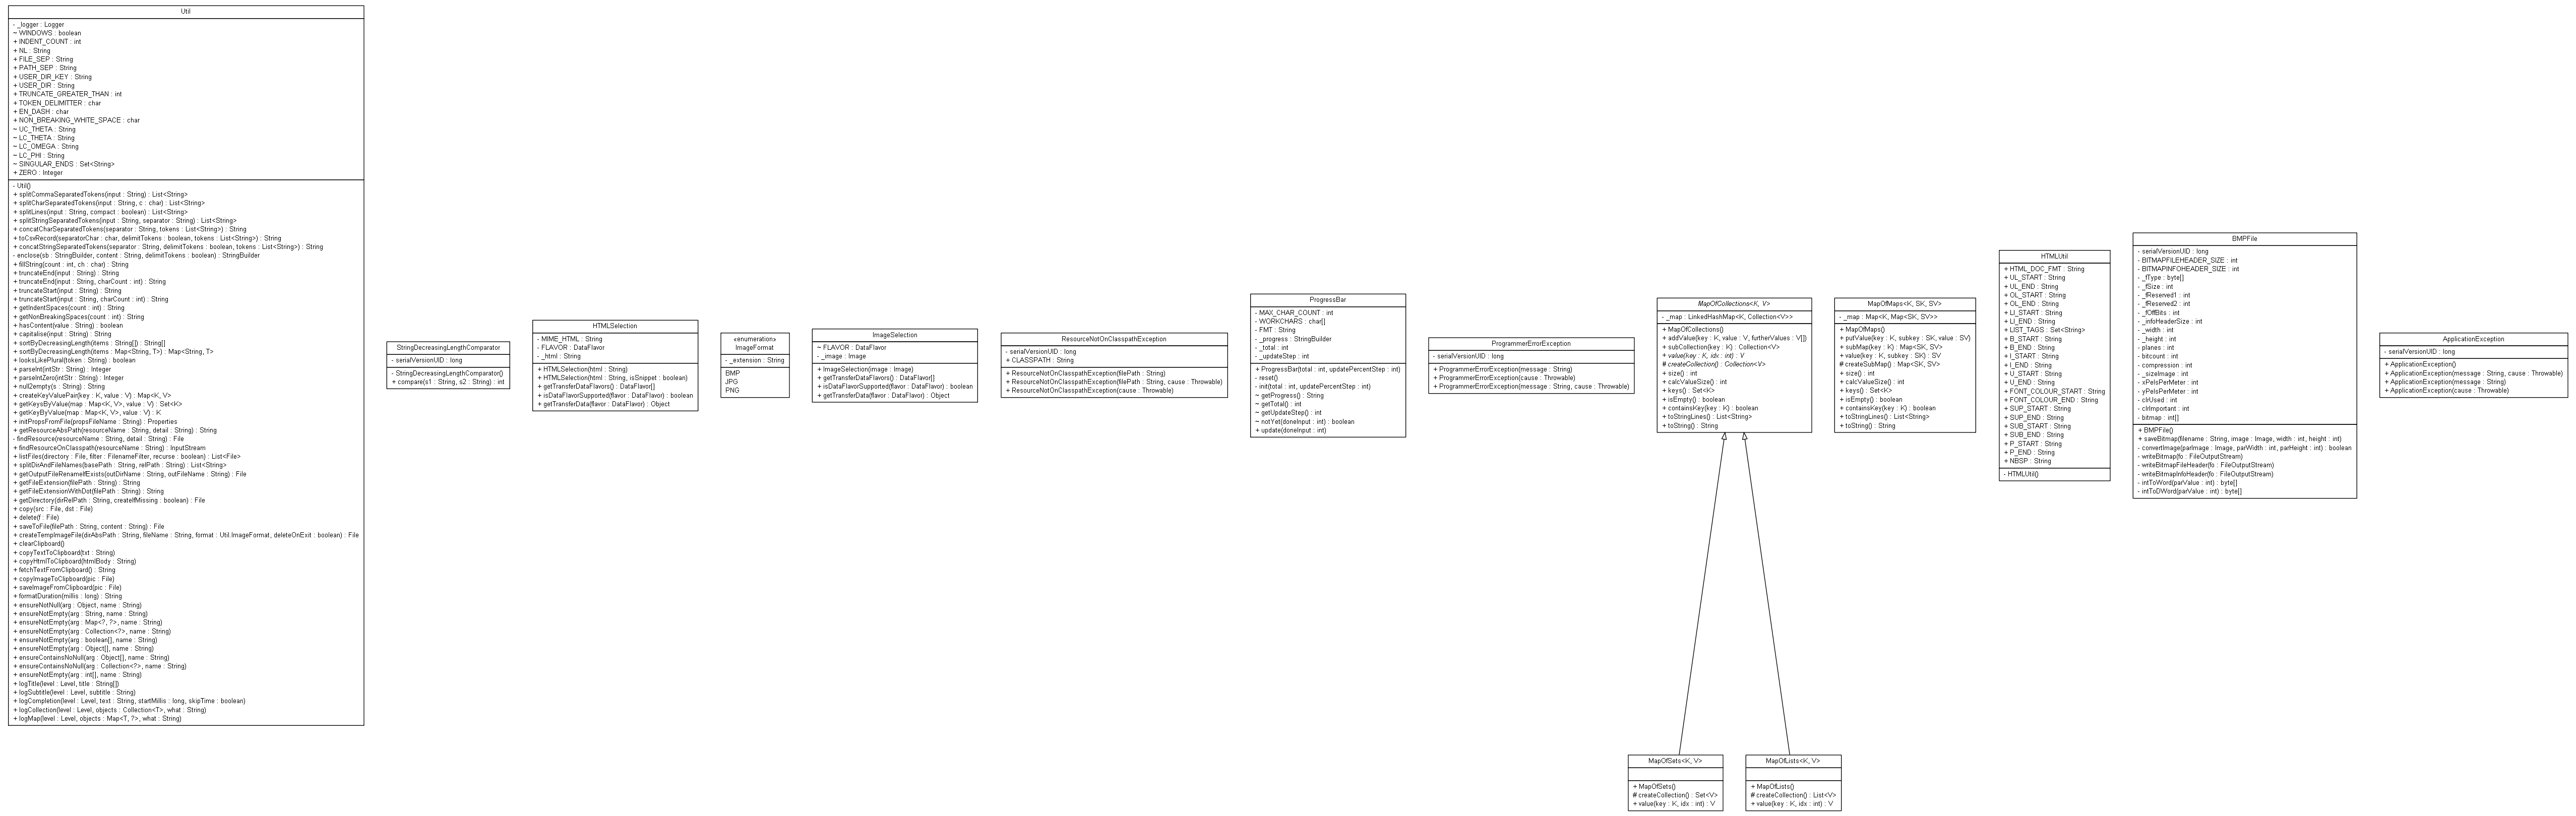 Util
- _logger : Logger
~ WINDOWS : boolean
+ INDENT_COUNT : int
+ NL : String
+ FILE_SEP : String
+ PATH_SEP : String
+ USER_DIR_KEY : String
+ USER_DIR : String
+ TRUNCATE_GREATER_THAN : int
+ TOKEN_DELIMITTER : char
+ EN_DASH : char
+ NON_BREAKING_WHITE_SPACE : char
~ UC_THETA : String
~ LC_THETA : String
~ LC_OMEGA : String
~ LC_PHI : String
~ SINGULAR_ENDS : Set<String>
+ ZERO : Integer
- Util()
+ splitCommaSeparatedTokens(input : String) : List<String>
+ splitCharSeparatedTokens(input : String, c : char) : List<String>
+ splitLines(input : String, compact : boolean) : List<String>
+ splitStringSeparatedTokens(input : String, separator : String) : List<String>
+ concatCharSeparatedTokens(separator : String, tokens : List<String>) : String
+ toCsvRecord(separatorChar : char, delimitTokens : boolean, tokens : List<String>) : String
+ concatStringSeparatedTokens(separator : String, delimitTokens : boolean, tokens : List<String>) : String
- enclose(sb : StringBuilder, content : String, delimitTokens : boolean) : StringBuilder
+ fillString(count : int, ch : char) : String
+ truncateEnd(input : String) : String
+ truncateEnd(input : String, charCount : int) : String
+ truncateStart(input : String) : String
+ truncateStart(input : String, charCount : int) : String
+ getIndentSpaces(count : int) : String
+ getNonBreakingSpaces(count : int) : String
+ hasContent(value : String) : boolean
+ capitalise(input : String) : String
+ sortByDecreasingLength(items : String[]) : String[]
+ sortByDecreasingLength(items : Map<String, T>) : Map<String, T>
+ looksLikePlural(token : String) : boolean
+ parseInt(intStr : String) : Integer
+ parseIntZero(intStr : String) : Integer
+ nullZempty(s : String) : String
+ createKeyValuePair(key : K, value : V) : Map<K, V>
+ getKeysByValue(map : Map<K, V>, value : V) : Set<K>
+ getKeyByValue(map : Map<K, V>, value : V) : K
+ initPropsFromFile(propsFileName : String) : Properties
+ getResourceAbsPath(resourceName : String, detail : String) : String
- findResource(resourceName : String, detail : String) : File
+ findResourceOnClasspath(resourceName : String) : InputStream
+ listFiles(directory : File, filter : FilenameFilter, recurse : boolean) : List<File>
+ splitDirAndFileNames(basePath : String, relPath : String) : List<String>
+ getOutputFileRenameIfExists(outDirName : String, outFileName : String) : File
+ getFileExtension(filePath : String) : String
+ getFileExtensionWithDot(filePath : String) : String
+ getDirectory(dirRelPath : String, createIfMissing : boolean) : File
+ copy(src : File, dst : File)
+ delete(f : File)
+ saveToFile(filePath : String, content : String) : File
+ createTempImageFile(dirAbsPath : String, fileName : String, format : Util.ImageFormat, deleteOnExit : boolean) : File
+ clearClipboard()
+ copyTextToClipboard(txt : String)
+ copyHtmlToClipboard(htmlBody : String)
+ fetchTextFromClipboard() : String
+ copyImageToClipboard(pic : File)
+ saveImageFromClipboard(pic : File)
+ formatDuration(millis : long) : String
+ ensureNotNull(arg : Object, name : String)
+ ensureNotEmpty(arg : String, name : String)
+ ensureNotEmpty(arg : Map<?, ?>, name : String)
+ ensureNotEmpty(arg : Collection<?>, name : String)
+ ensureNotEmpty(arg : boolean[], name : String)
+ ensureNotEmpty(arg : Object[], name : String)
+ ensureContainsNoNull(arg : Object[], name : String)
+ ensureContainsNoNull(arg : Collection<?>, name : String)
+ ensureNotEmpty(arg : int[], name : String)
+ logTitle(level : Level, title : String[])
+ logSubtitle(level : Level, subtitle : String)
+ logCompletion(level : Level, text : String, startMillis : long, skipTime : boolean)
+ logCollection(level : Level, objects : Collection<T>, what : String)
+ logMap(level : Level, objects : Map<T, ?>, what : String)
StringDecreasingLengthComparator
- serialVersionUID : long
- StringDecreasingLengthComparator()
+ compare(s1 : String, s2 : String) : int
HTMLSelection
- MIME_HTML : String
- FLAVOR : DataFlavor
- _html : String
+ HTMLSelection(html : String)
+ HTMLSelection(html : String, isSnippet : boolean)
+ getTransferDataFlavors() : DataFlavor[]
+ isDataFlavorSupported(flavor : DataFlavor) : boolean
+ getTransferData(flavor : DataFlavor) : Object
«enumeration»
ImageFormat
- _extension : String
BMP
JPG
PNG
ImageSelection
~ FLAVOR : DataFlavor
- _image : Image
+ ImageSelection(image : Image)
+ getTransferDataFlavors() : DataFlavor[]
+ isDataFlavorSupported(flavor : DataFlavor) : boolean
+ getTransferData(flavor : DataFlavor) : Object
ResourceNotOnClasspathException
- serialVersionUID : long
+ CLASSPATH : String
+ ResourceNotOnClasspathException(filePath : String)
+ ResourceNotOnClasspathException(filePath : String, cause : Throwable)
+ ResourceNotOnClasspathException(cause : Throwable)
ProgressBar
- MAX_CHAR_COUNT : int
- WORKCHARS : char[]
- FMT : String
- _progress : StringBuilder
- _total : int
- _updateStep : int
+ ProgressBar(total : int, updatePercentStep : int)
- reset()
- init(total : int, updatePercentStep : int)
~ getProgress() : String
~ getTotal() : int
~ getUpdateStep() : int
~ notYet(doneInput : int) : boolean
+ update(doneInput : int)
ProgrammerErrorException
- serialVersionUID : long
+ ProgrammerErrorException(message : String)
+ ProgrammerErrorException(cause : Throwable)
+ ProgrammerErrorException(message : String, cause : Throwable)
MapOfCollections<K, V>
- _map : LinkedHashMap<K, Collection<V>>
+ MapOfCollections()
+ addValue(key : K, value : V, furtherValues : V[])
+ subCollection(key : K) : Collection<V>
+ value(key : K, idx : int) : V
# createCollection() : Collection<V>
+ size() : int
+ calcValueSize() : int
+ keys() : Set<K>
+ isEmpty() : boolean
+ containsKey(key : K) : boolean
+ toStringLines() : List<String>
+ toString() : String
MapOfMaps<K, SK, SV>
- _map : Map<K, Map<SK, SV>>
+ MapOfMaps()
+ putValue(key : K, subkey : SK, value : SV)
+ subMap(key : K) : Map<SK, SV>
+ value(key : K, subkey : SK) : SV
# createSubMap() : Map<SK, SV>
+ size() : int
+ calcValueSize() : int
+ keys() : Set<K>
+ isEmpty() : boolean
+ containsKey(key : K) : boolean
+ toStringLines() : List<String>
+ toString() : String
HTMLUtil
+ HTML_DOC_FMT : String
+ UL_START : String
+ UL_END : String
+ OL_START : String
+ OL_END : String
+ LI_START : String
+ LI_END : String
+ LIST_TAGS : Set<String>
+ B_START : String
+ B_END : String
+ I_START : String
+ I_END : String
+ U_START : String
+ U_END : String
+ FONT_COLOUR_START : String
+ FONT_COLOUR_END : String
+ SUP_START : String
+ SUP_END : String
+ SUB_START : String
+ SUB_END : String
+ P_START : String
+ P_END : String
+ NBSP : String
- HTMLUtil()
BMPFile
- serialVersionUID : long
- BITMAPFILEHEADER_SIZE : int
- BITMAPINFOHEADER_SIZE : int
- _fType : byte[]
- _fSize : int
- _fReserved1 : int
- _fReserved2 : int
- _fOffBits : int
- _infoHeaderSize : int
- _width : int
- _height : int
- planes : int
- bitcount : int
- compression : int
- _sizeImage : int
- xPelsPerMeter : int
- yPelsPerMeter : int
- clrUsed : int
- clrImportant : int
- bitmap : int[]
+ BMPFile()
+ saveBitmap(filename : String, image : Image, width : int, height : int)
- convertImage(parImage : Image, parWidth : int, parHeight : int) : boolean
- writeBitmap(fo : FileOutputStream)
- writeBitmapFileHeader(fo : FileOutputStream)
- writeBitmapInfoHeader(fo : FileOutputStream)
- intToWord(parValue : int) : byte[]
- intToDWord(parValue : int) : byte[]
ApplicationException
- serialVersionUID : long
+ ApplicationException()
+ ApplicationException(message : String, cause : Throwable)
+ ApplicationException(message : String)
+ ApplicationException(cause : Throwable)
MapOfSets<K, V>
+ MapOfSets()
# createCollection() : Set<V>
+ value(key : K, idx : int) : V
MapOfLists<K, V>
+ MapOfLists()
# createCollection() : List<V>
+ value(key : K, idx : int) : V